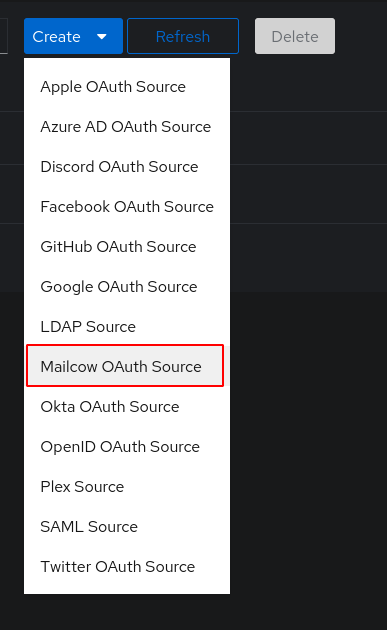 Create
Refresh
Delete
Apple OAuth Source
Azure AD OAuth Source
Discord OAuth Source
Facebook OAuth Source
GitHub OAuth Source
Google OAuth Source
LDAP Source
Mailcow OAuth Source
Okta OAuth Source
OpenID OAuth Source
Plex Source
SAML Source
Twitter OAuth Source